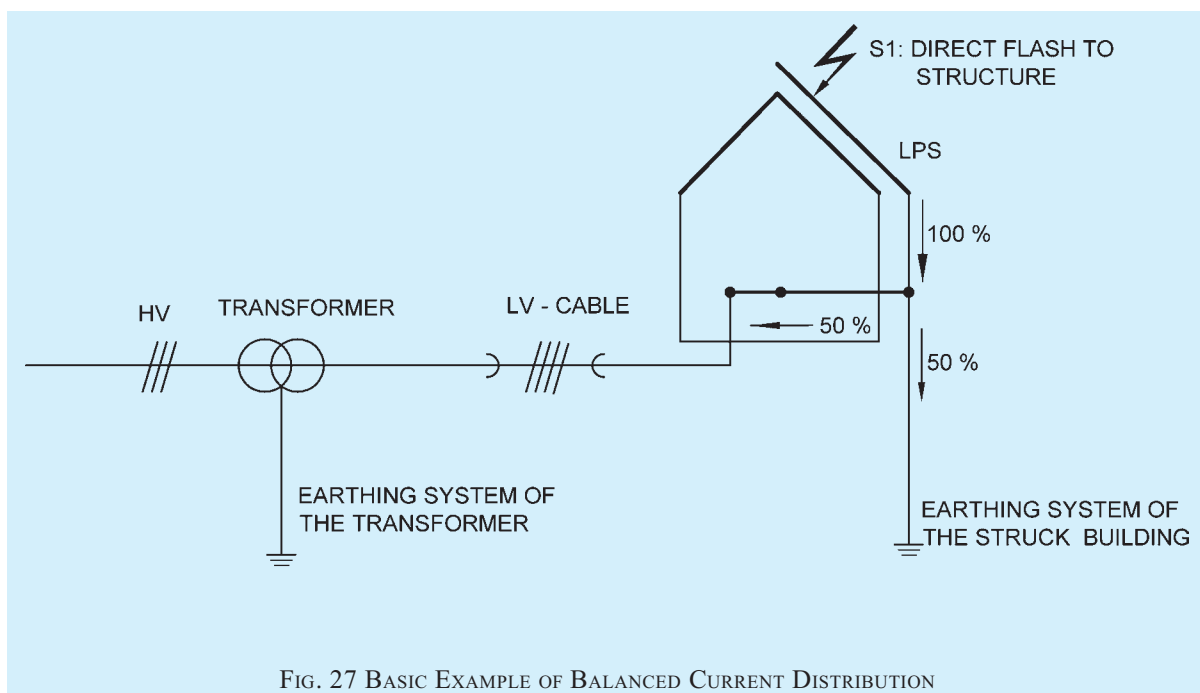 S1: DIRECT FLASH TO
STRUCTURE
LPS
100 %
HV
TRANSFORMER
LV - CABLE
50 %
50 %
EARTHING SYSTEM OF
THE TRANSFORMER
EARTHING SYSTEM OF
THE STRUCK BUILDING
FIG. 27 BASIC EXAMPLE OF BALANCED CURRENT DISTRIBUTION